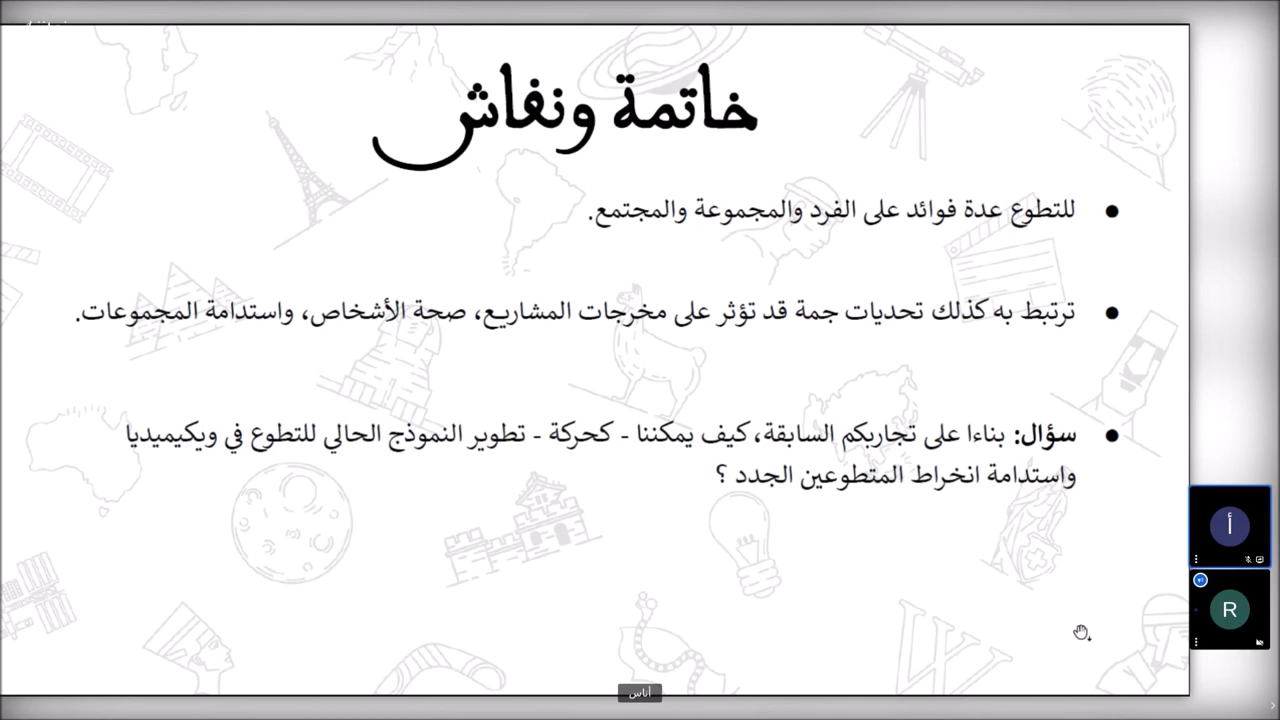 خاتمة ونفاش
للتطوع عدة فوائد على الفرد والمجموعة والمجتمع.
ترتبط به كذلك تحديات جمة قد تؤثر على مخرجات المشاريع، صحة الأشخاص، واستدامة المجموعات.
سؤال: بناءا على تجاربكم السابقة، كيف يمكننا - كحركة - تطوير النموذج الحالي للتطوع في ويكيميديا
واستدامة انخراط المتطوعين الجدد ؟
أ
R
أناس